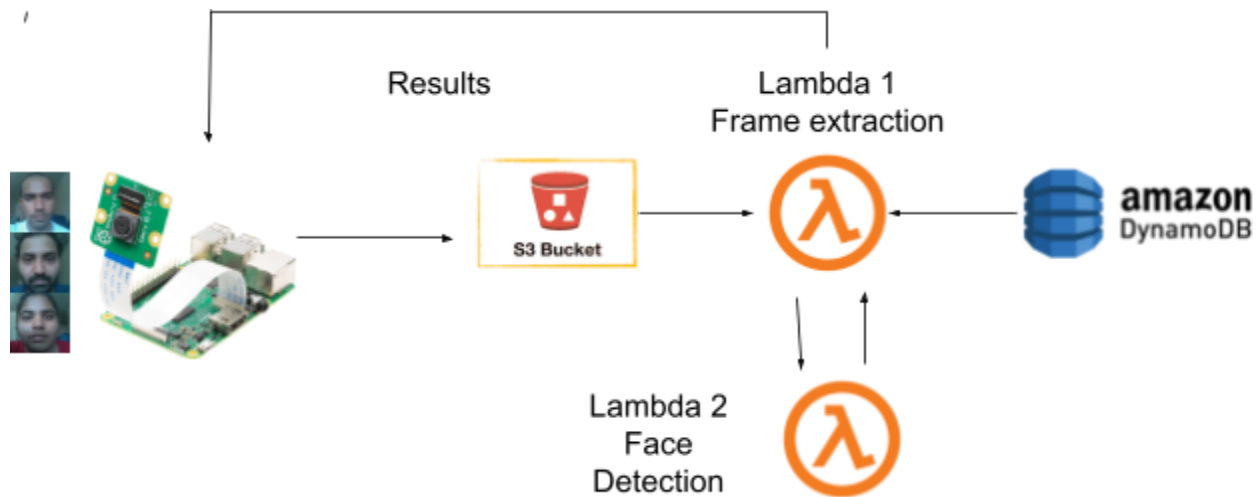 Results
Lambda 1
Frame extraction
S3 Bucket
amazon
DynamoDB
Lambda 2
Face
Detection